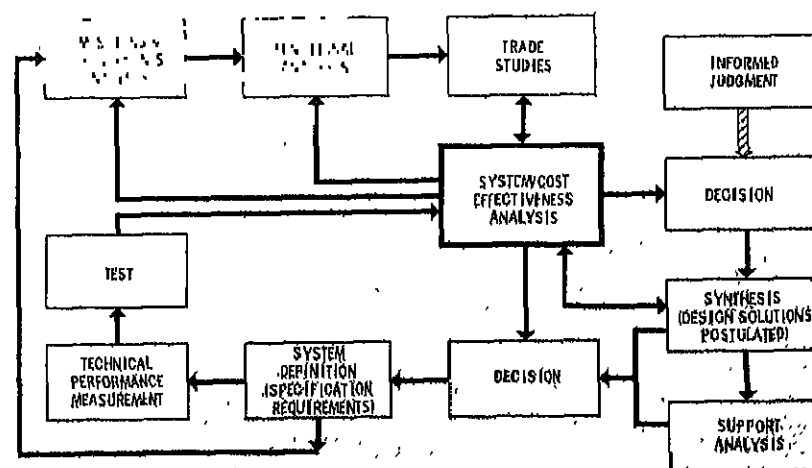 TRADE
STUDIES
INFORMED
JUDGMENT
SYSTEM/COST
EFFECTIVENESS
ANALYSIS
DECISION
TEST
SYNTHESIS
(DESIGN SOLUTIONS
POSTULATED)
TECHNICAL
PERFORMANCE
MEASUREMENT
SYSTEM
DEFINITION
(SPECIFICATION
REQUIREMENTS)
DECISION
SUPPORT
ANALYSIS